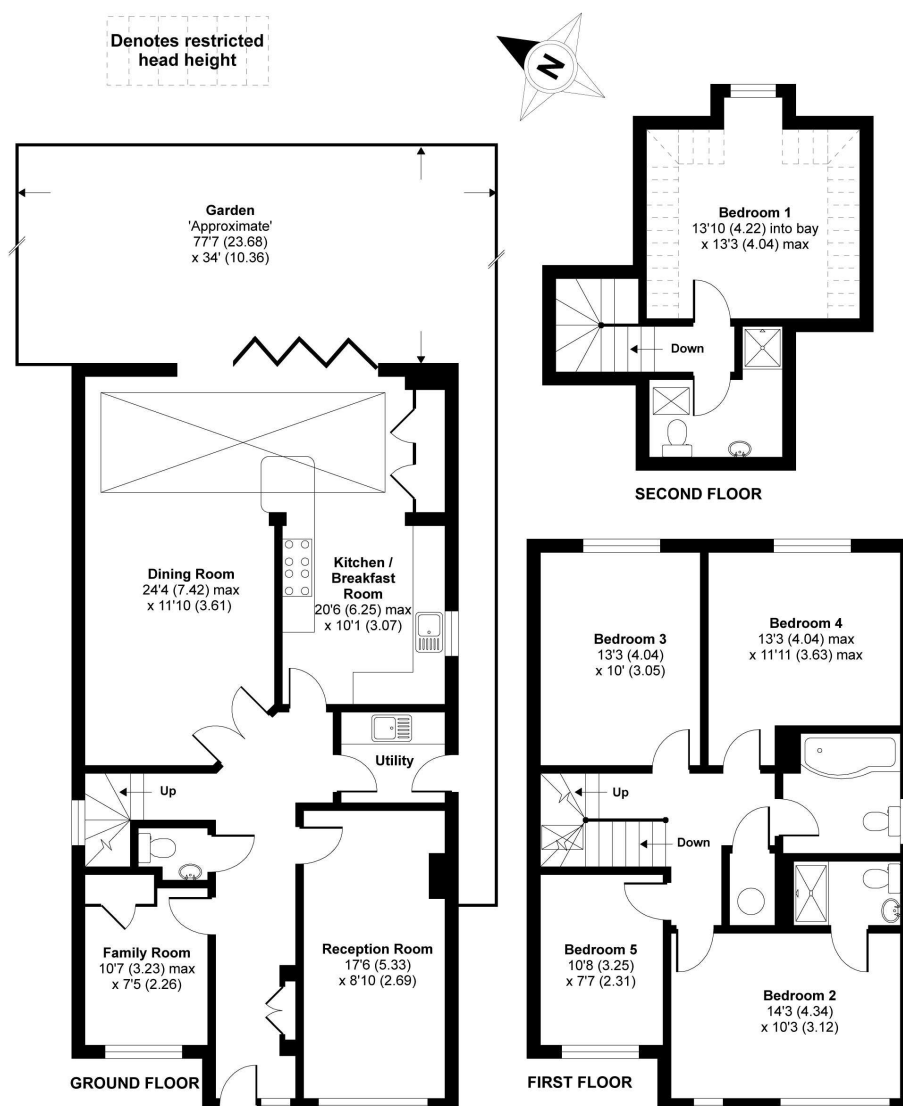 Denotes restricted
head height
N
Garden
'Approximate'
77'7 (23.68)
x 34' (10.36)
Bedroom 1
13'10 (4.22) into bay
x 13'3 (4.04) max
Down
SECOND FLOOR
Dining Room
24'4 (7.42) max
x 11'10 (3.61)
Kitchen /
Breakfast
Room
20'6 (6.25) max
x 10'1 (3.07)
Utility
Up
Family Room
10'7 (3.23) max
x 7'5 (2.26)
Reception Room
17'6 (5.33)
x 8'10 (2.69)
GROUND FLOOR
Bedroom 3
13'3 (4.04)
x 10' (3.05)
Bedroom 4
13'3 (4.04) max
x 11'11 (3.63) max
Up
Down
Bedroom 5
10'8 (3.25)
x 7'7 (2.31)
Bedroom 2
14'3 (4.34)
x 10'3 (3.12)
FIRST FLOOR